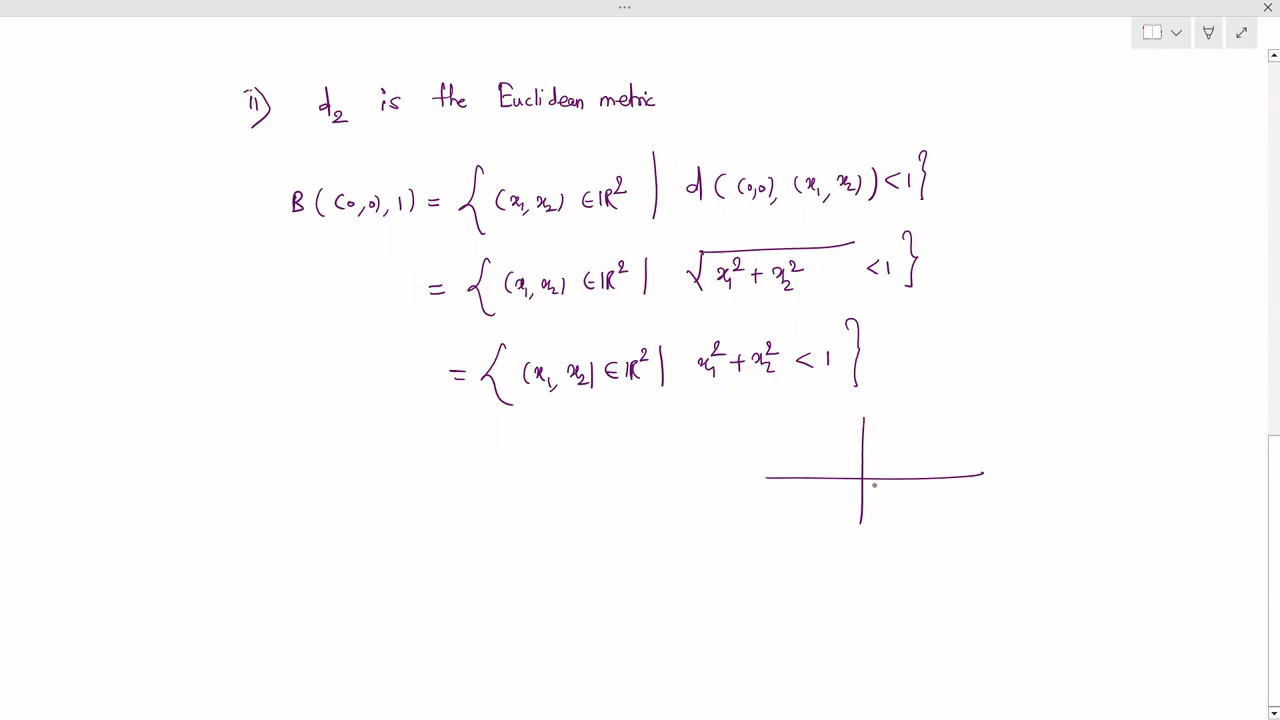 ii) d₂ is the Euclidean metric
B((0,0), 1) = { (x₁, x₂) ∈ ℝ² | d((0,0), (x₁, x₂)) < 1 }
= { (x₁, x₂) ∈ ℝ² | √(x₁² + x₂²) < 1 }
= { (x₁, x₂) ∈ ℝ² | x₁² + x₂² < 1 }